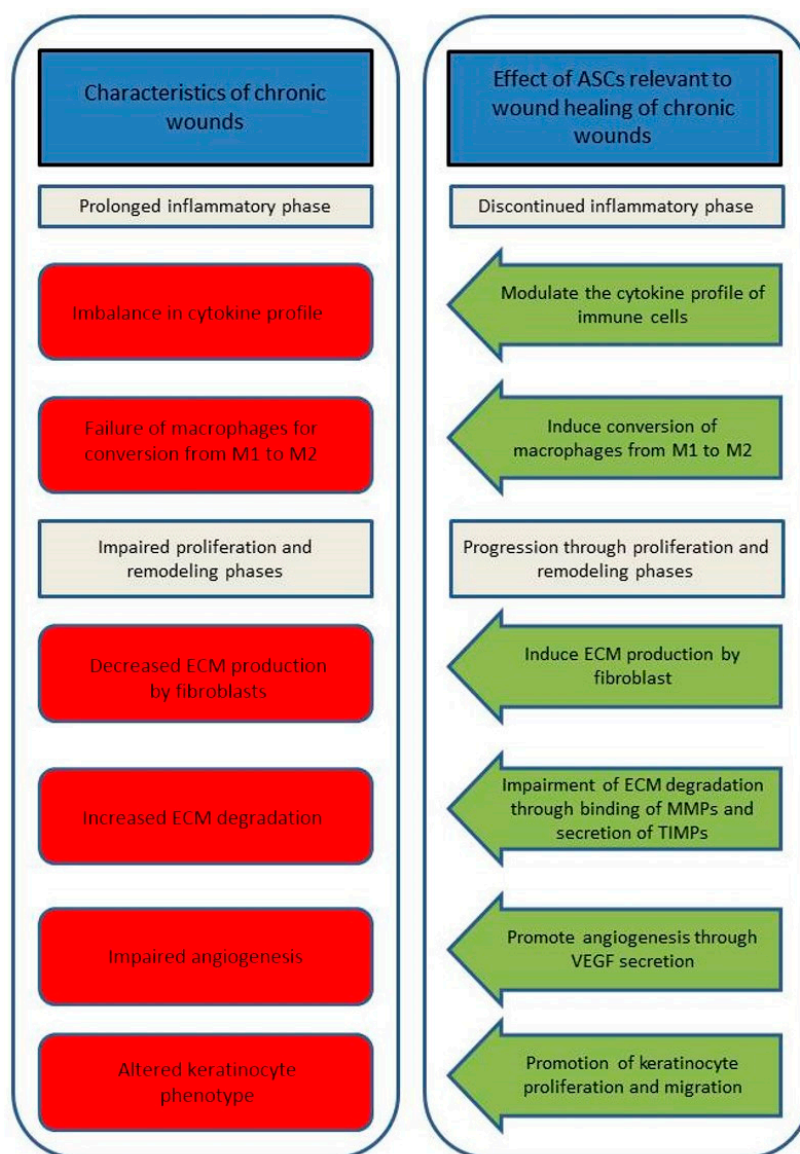 Characteristics of chronic
wounds
Prolonged inflammatory phase
Imbalance in cytokine profile
Failure of macrophages for
conversion from M1 to M2
Impaired proliferation and
remodeling phases
Decreased ECM production
by fibroblasts
Increased ECM degradation
Impaired angiogenesis
Altered keratinocyte
phenotype
Effect of ASCs relevant to
wound healing of chronic
wounds
Discontinued inflammatory phase
Modulate the cytokine profile of
immune cells
Induce conversion of
macrophages from M1 to M2
Progression through proliferation and
remodeling phases
Induce ECM production by
fibroblast
Impairment of ECM degradation
through binding of MMPs and
secretion of TIMPs
Promote angiogenesis through
VEGF secretion
Promotion of keratinocyte
proliferation and migration